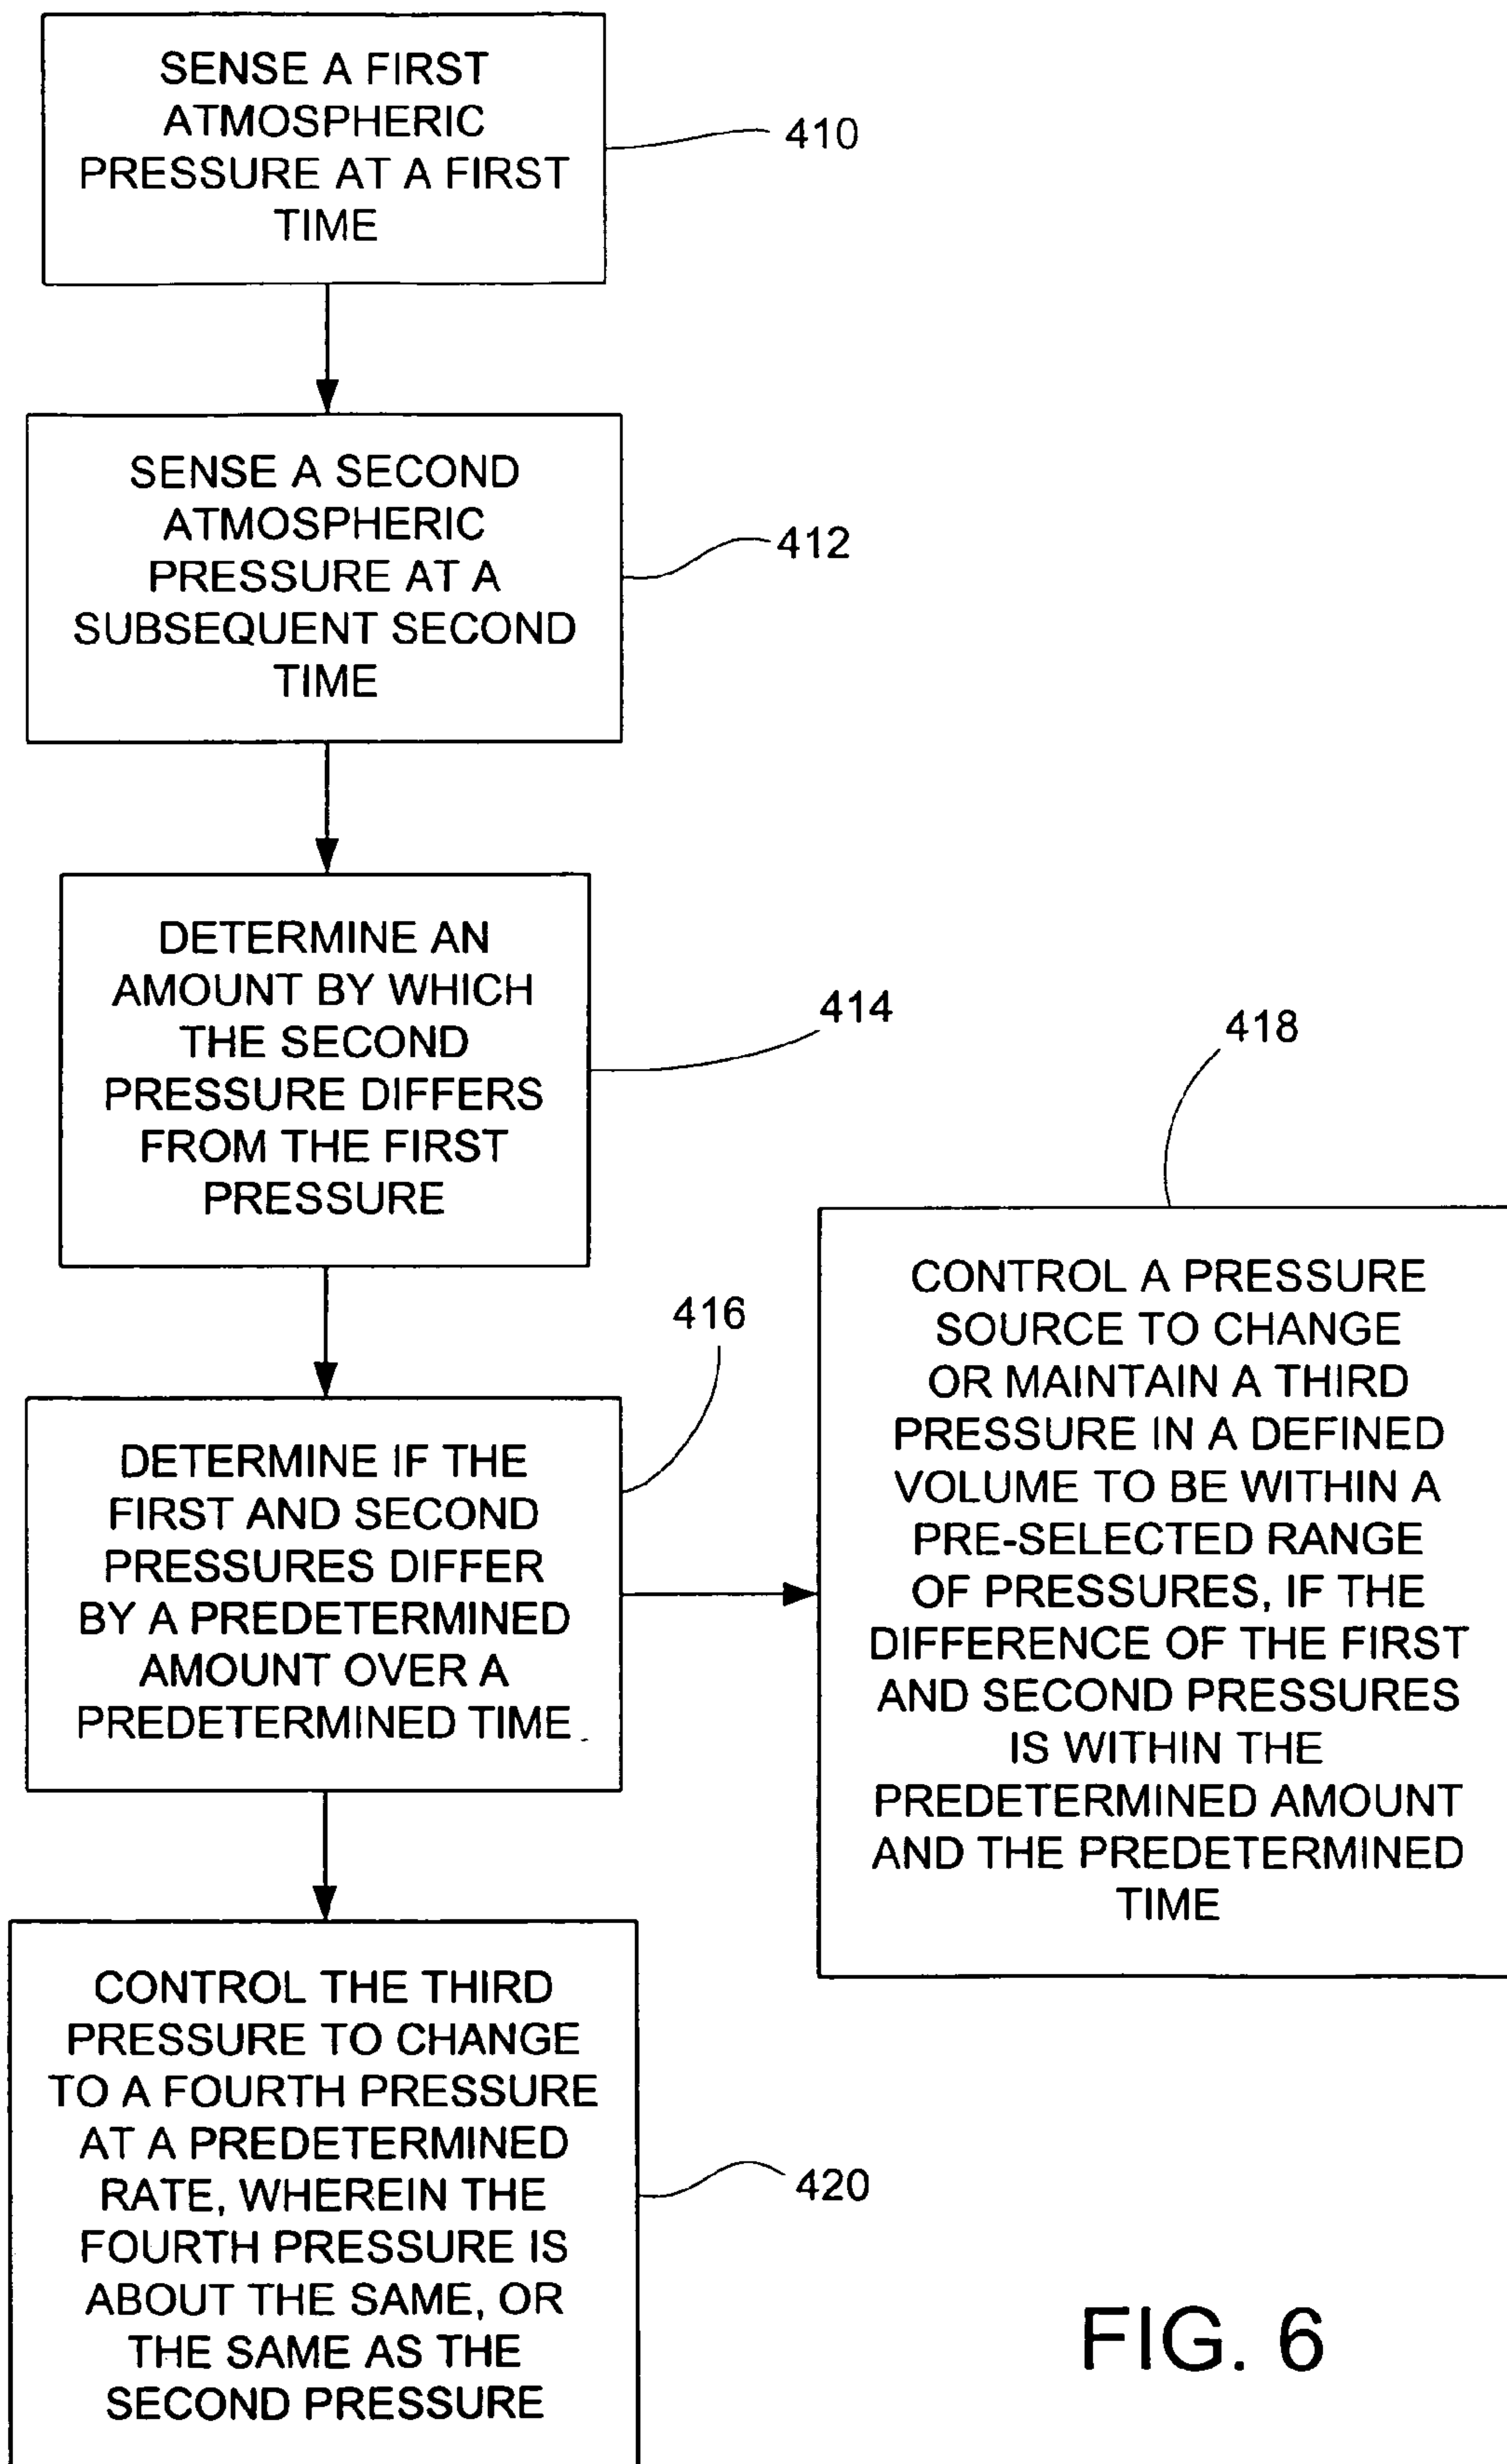 SENSE A FIRST
ATMOSPHERIC
PRESSURE AT A FIRST
TIME
410
SENSE A SECOND
ATMOSPHERIC
PRESSURE AT A
SUBSEQUENT SECOND
TIME
412
DETERMINE AN
AMOUNT BY WHICH
THE SECOND
PRESSURE DIFFERS
FROM THE FIRST
PRESSURE
414
DETERMINE IF THE
FIRST AND SECOND
PRESSURES DIFFER
BY A PREDETERMINED
AMOUNT OVER A
PREDETERMINED TIME
416
418
CONTROL A PRESSURE
SOURCE TO CHANGE
OR MAINTAIN A THIRD
PRESSURE IN A DEFINED
VOLUME TO BE WITHIN A
PRE-SELECTED RANGE
OF PRESSURES, IF THE
DIFFERENCE OF THE FIRST
AND SECOND PRESSURES
IS WITHIN THE
PREDETERMINED AMOUNT
AND THE PREDETERMINED
TIME
CONTROL THE THIRD
PRESSURE TO CHANGE
TO A FOURTH PRESSURE
AT A PREDETERMINED
RATE, WHEREIN THE
FOURTH PRESSURE IS
ABOUT THE SAME, OR
THE SAME AS THE
SECOND PRESSURE
420
FIG. 6